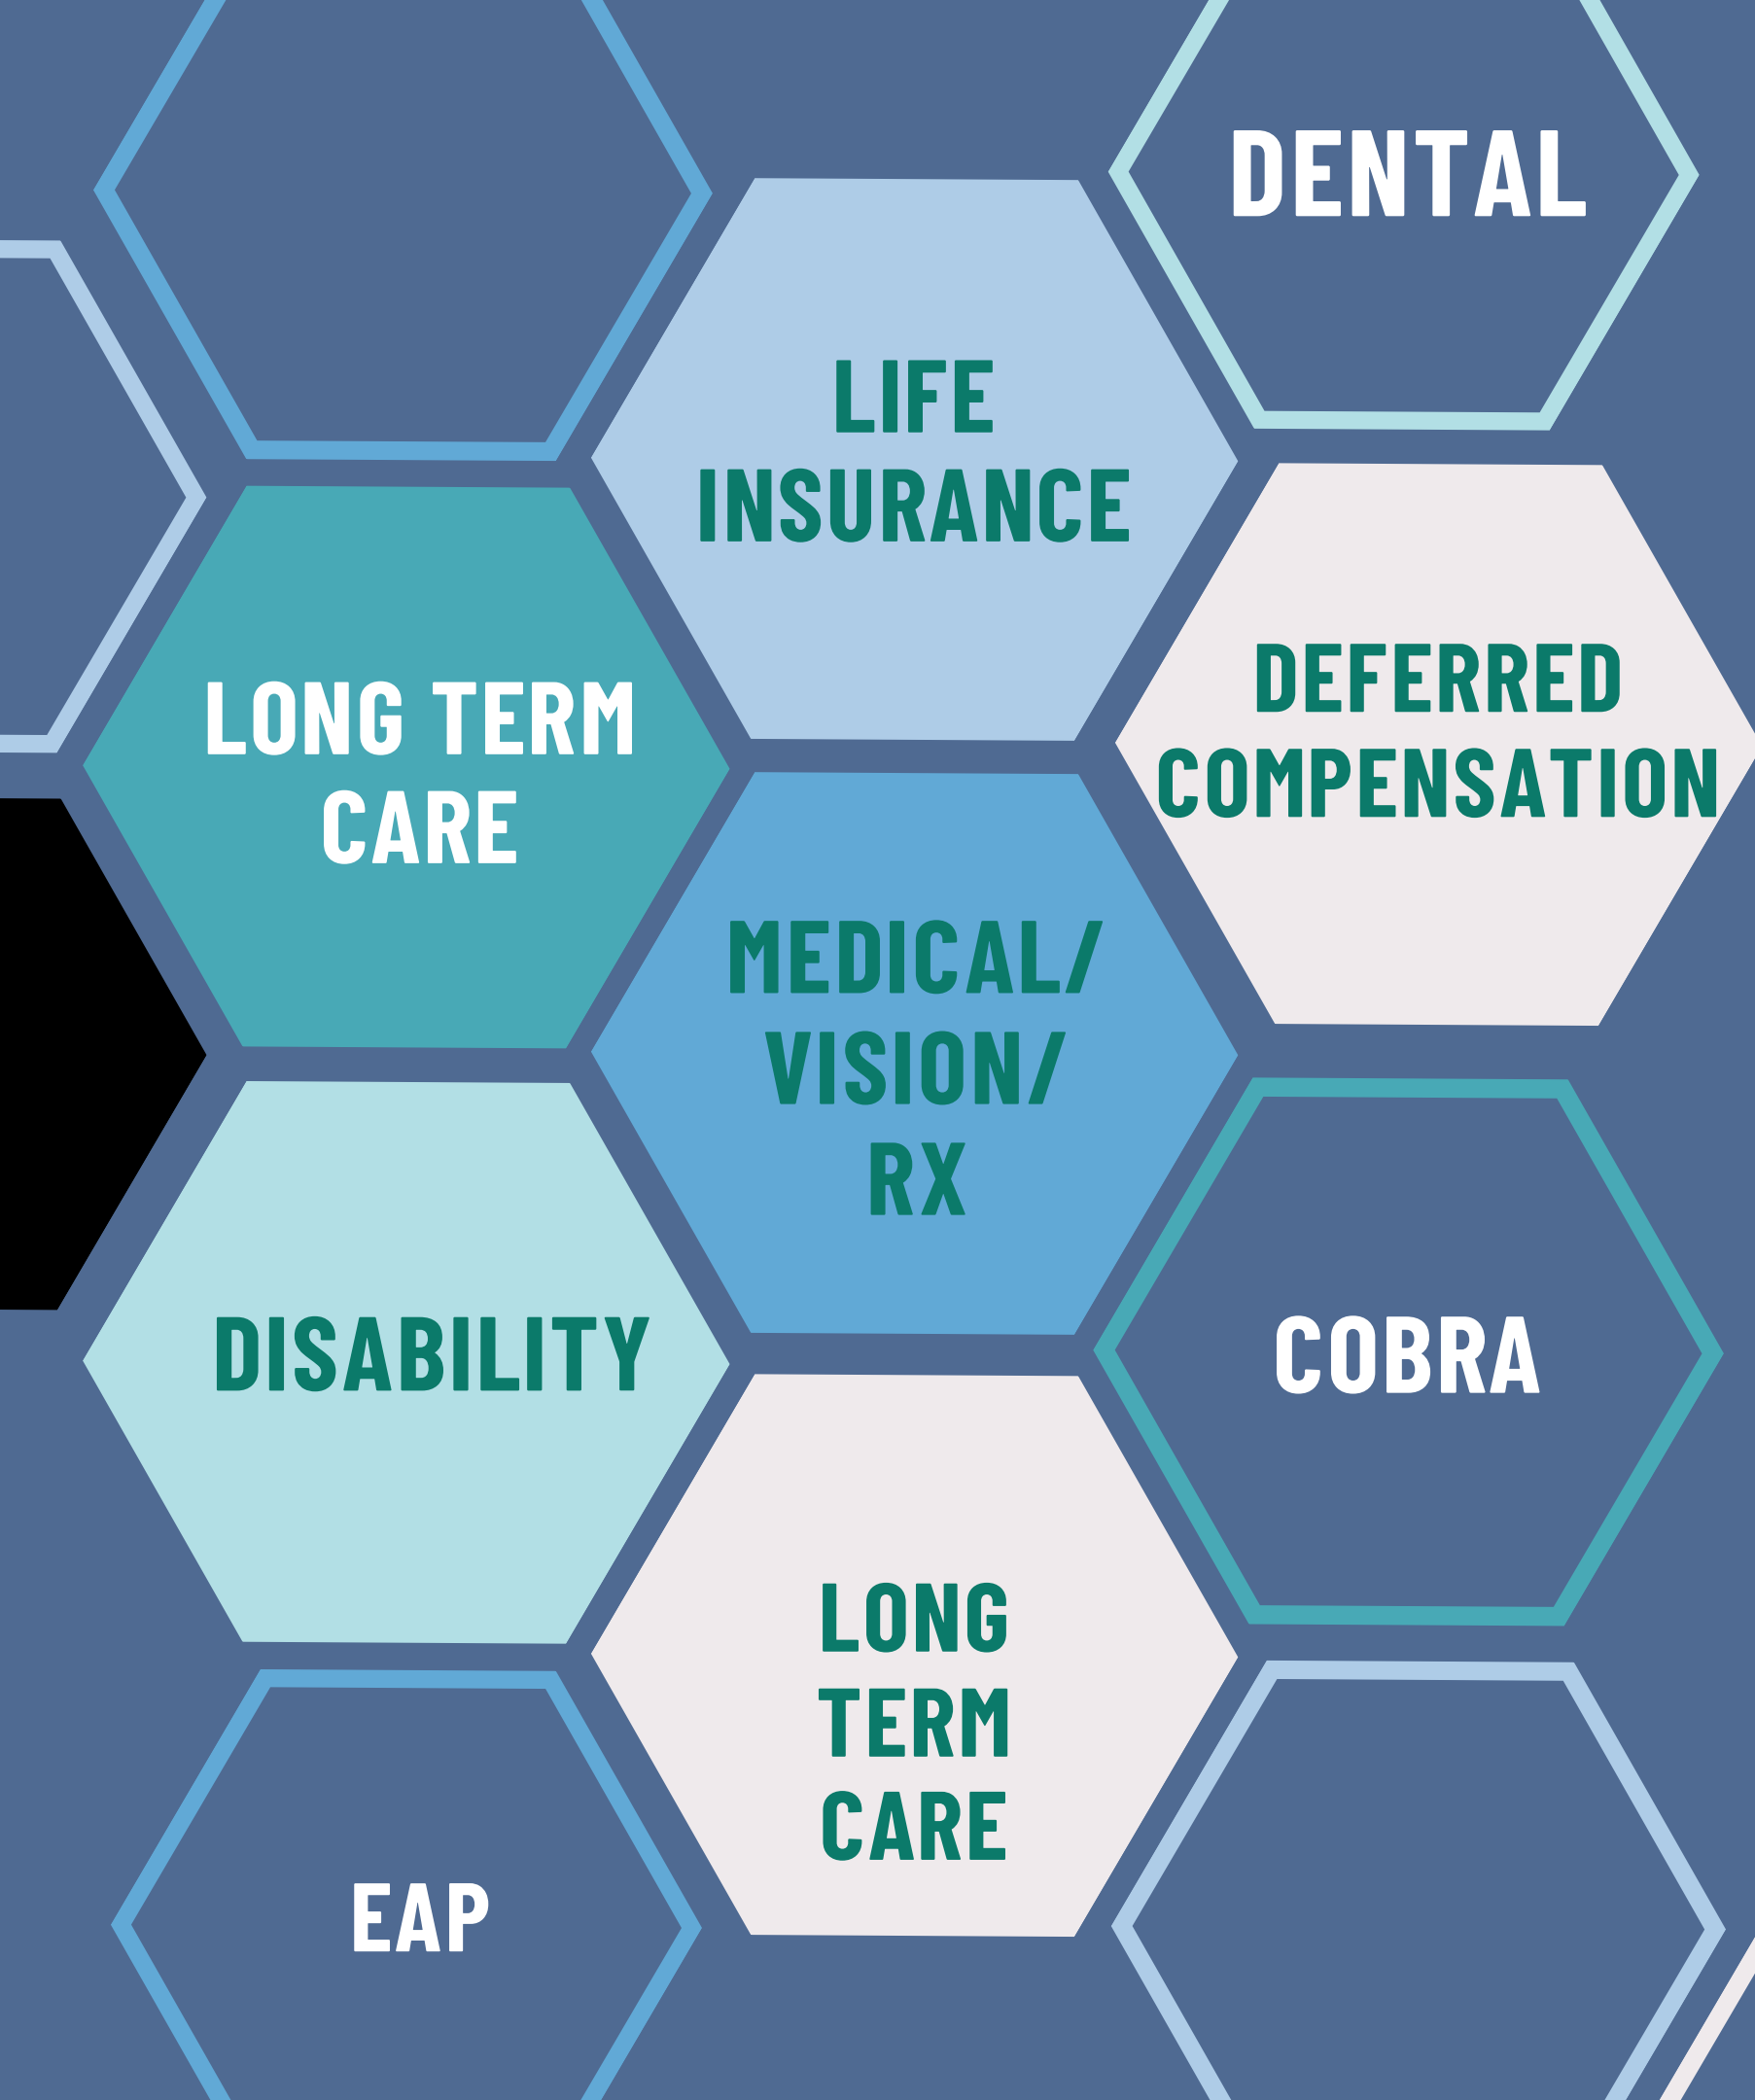 DENTAL
LIFE
INSURANCE
DEFERRED
COMPENSATION
LONG TERM
CARE
MEDICAL/
VISION/
RX
DISABILITY
COBRA
LONG
TERM
CARE
EAP